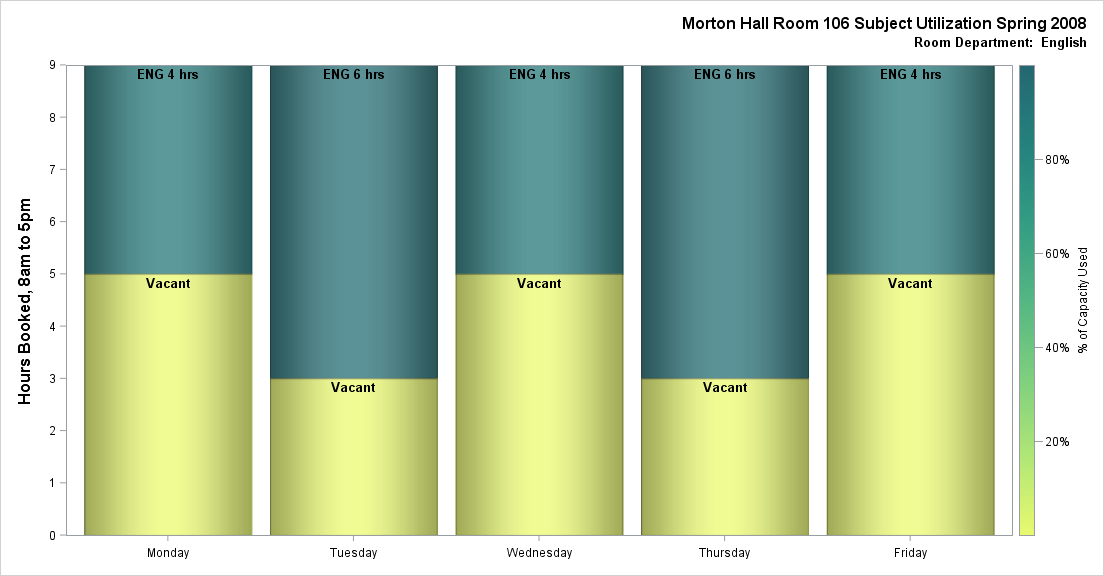 Morton Hall Room 106 Subject Utilization Spring 2008
Room Department: English
Hours Booked, 8am to 5pm
9
8
7
6
5
4
3
2
1
0
ENG 4 hrs
ENG 6 hrs
ENG 4 hrs
ENG 6 hrs
ENG 4 hrs
Vacant
Vacant
Vacant
Vacant
Vacant
Monday
Tuesday
Wednesday
Thursday
Friday
80%
60%
40%
20%
% of Capacity Used